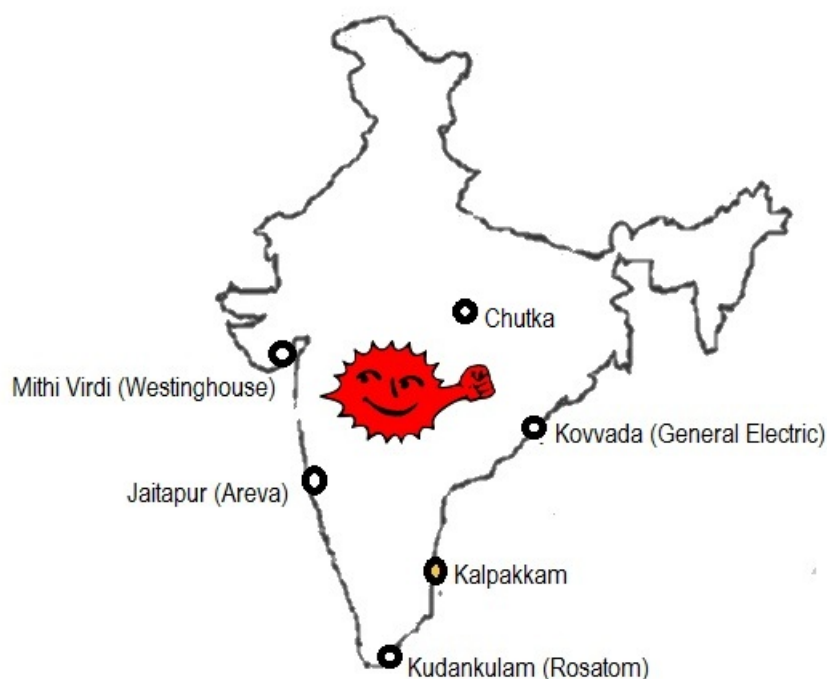 Chutka
Mithi Virdi (Westinghouse)
Kovvada (General Electric)
Jaitapur (Areva)
Kalpakkam
Kudankulam (Rosatom)